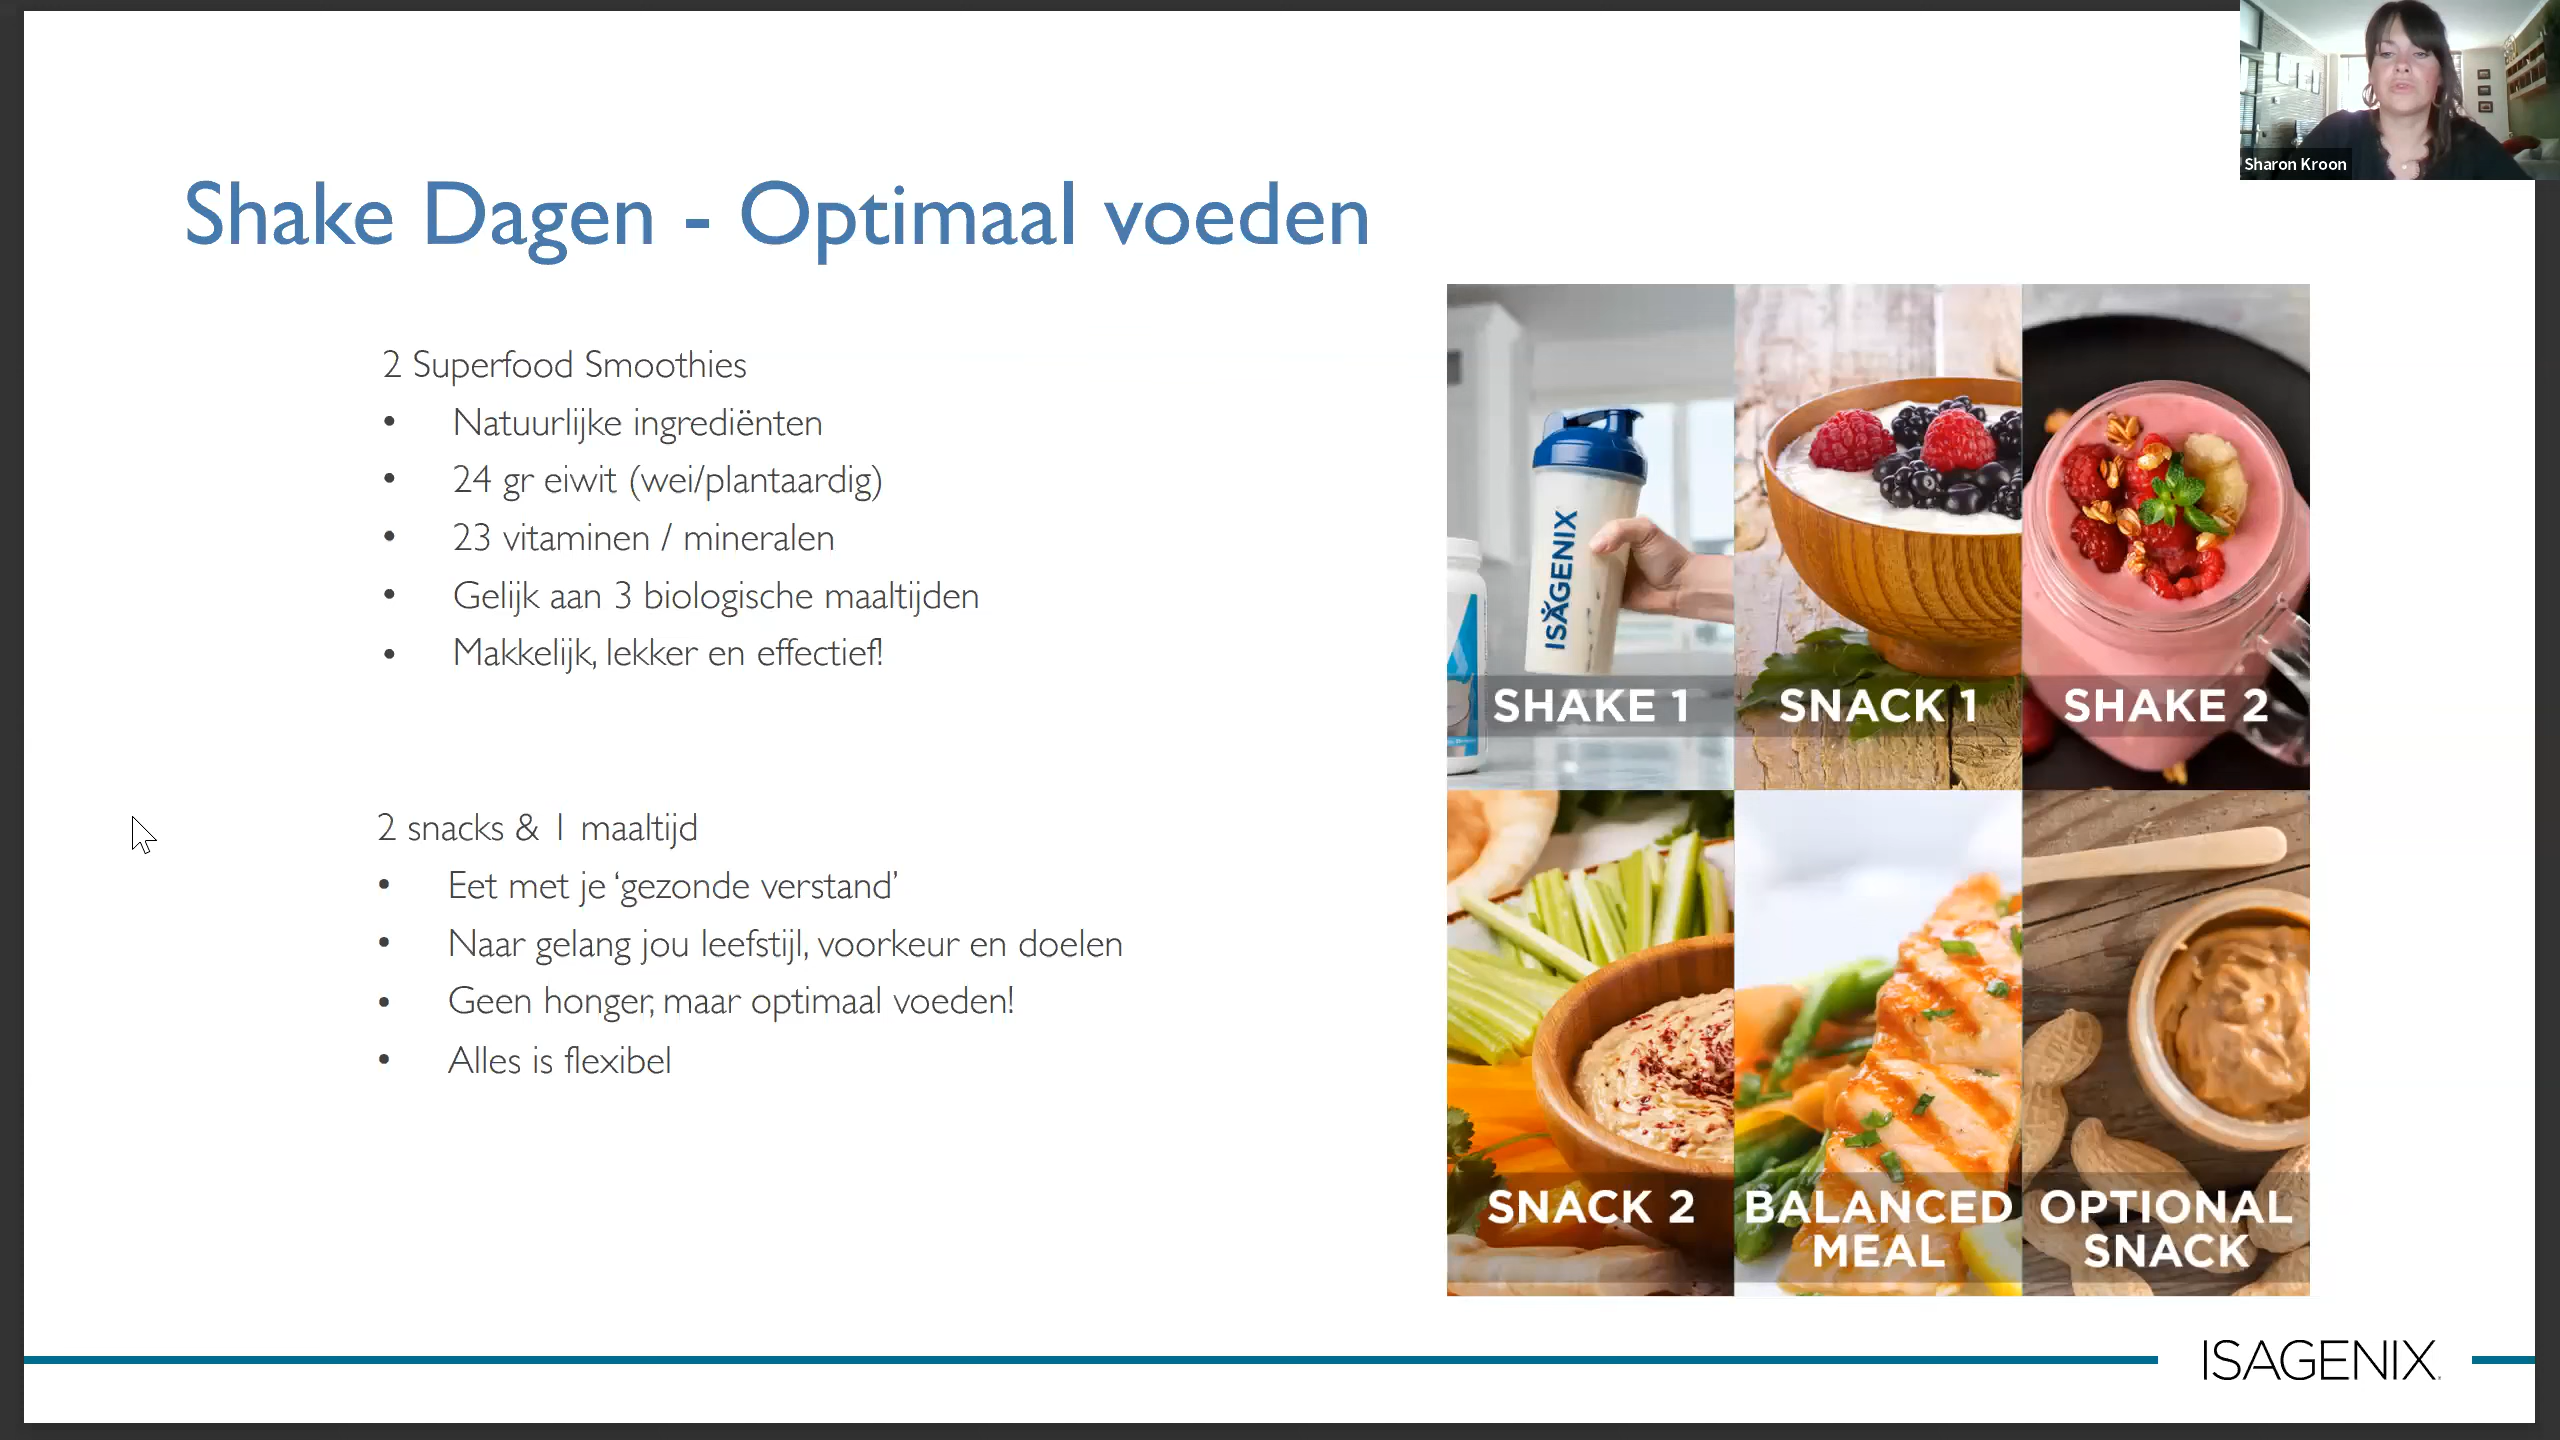 Sharon Kroon
Shake Dagen - Optimaal voeden
2 Superfood Smoothies
• Natuurlijke ingrediënten
• 24 gr eiwit (wei/plantaardig)
• 23 vitaminen / mineralen
• Gelijk aan 3 biologische maaltijden
• Makkelijk, lekker en effectief!
2 snacks & 1 maaltijd
• Eet met je ‘gezonde verstand’
• Naar gelang jou leefstijl, voorkeur en doelen
• Geen honger, maar optimaal voeden!
• Alles is flexibel
ISAGENIX
SHAKE 1
SNACK 1
SHAKE 2
SNACK 2
BALANCED
MEAL
OPTIONAL
SNACK
ISAGENIX